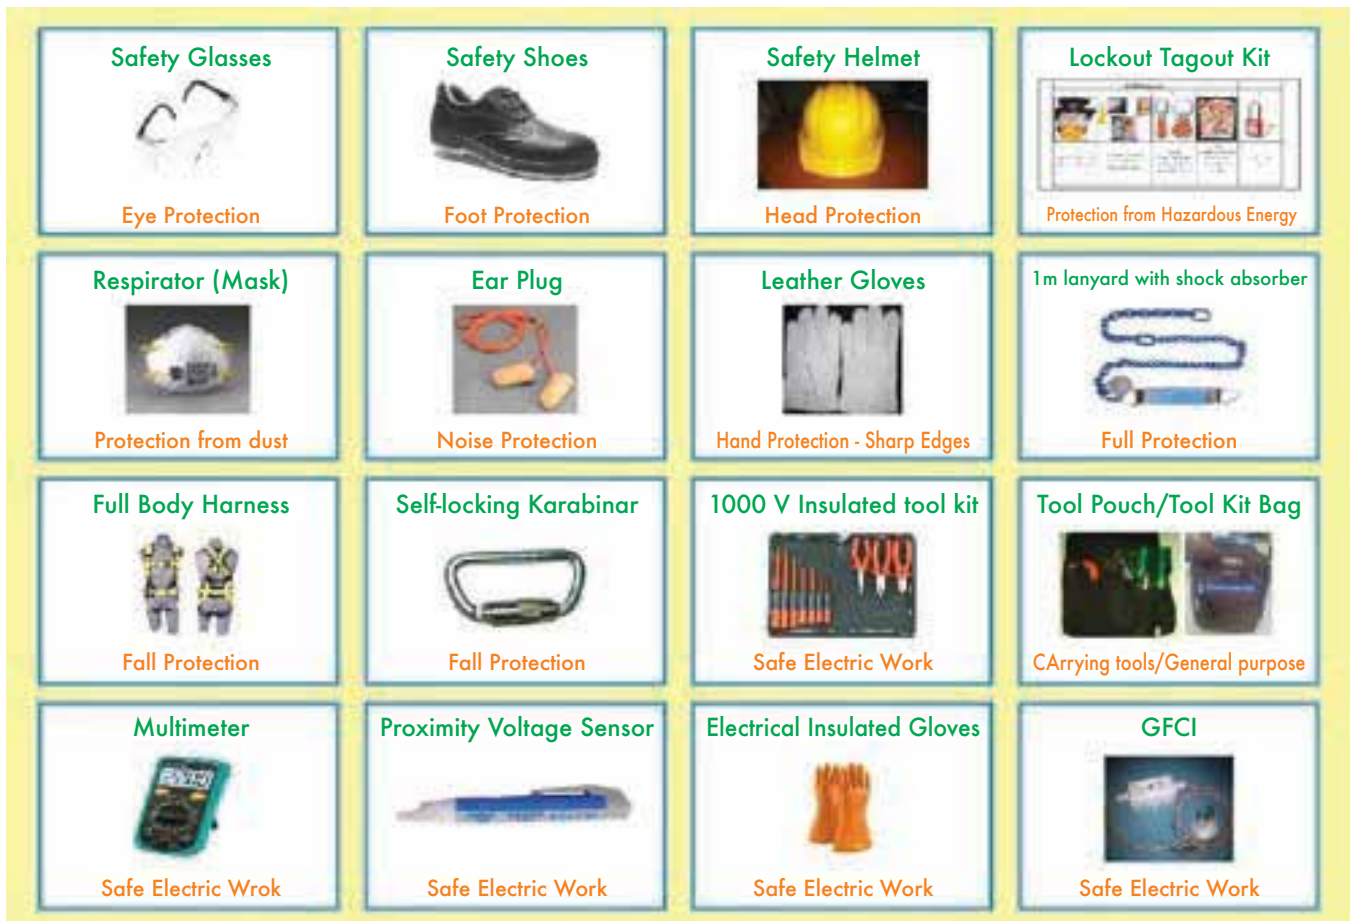 Safety Glasses
Eye Protection
Safety Shoes
Foot Protection
Safety Helmet
Head Protection
Lockout Tagout Kit
Protection from Hazardous Energy
Respirator (Mask)
Protection from dust
Ear Plug
Noise Protection
Leather Gloves
Hand Protection - Sharp Edges
1m lanyard with shock absorber
Full Protection
Full Body Harness
Fall Protection
Self-locking Karabinar
Fall Protection
1000 V Insulated tool kit
Safe Electric Work
Tool Pouch/Tool Kit Bag
CArrying tools/General purpose
Multimeter
Safe Electric Wrok
Proximity Voltage Sensor
Safe Electric Work
Electrical Insulated Gloves
Safe Electric Work
GFCI
Safe Electric Work